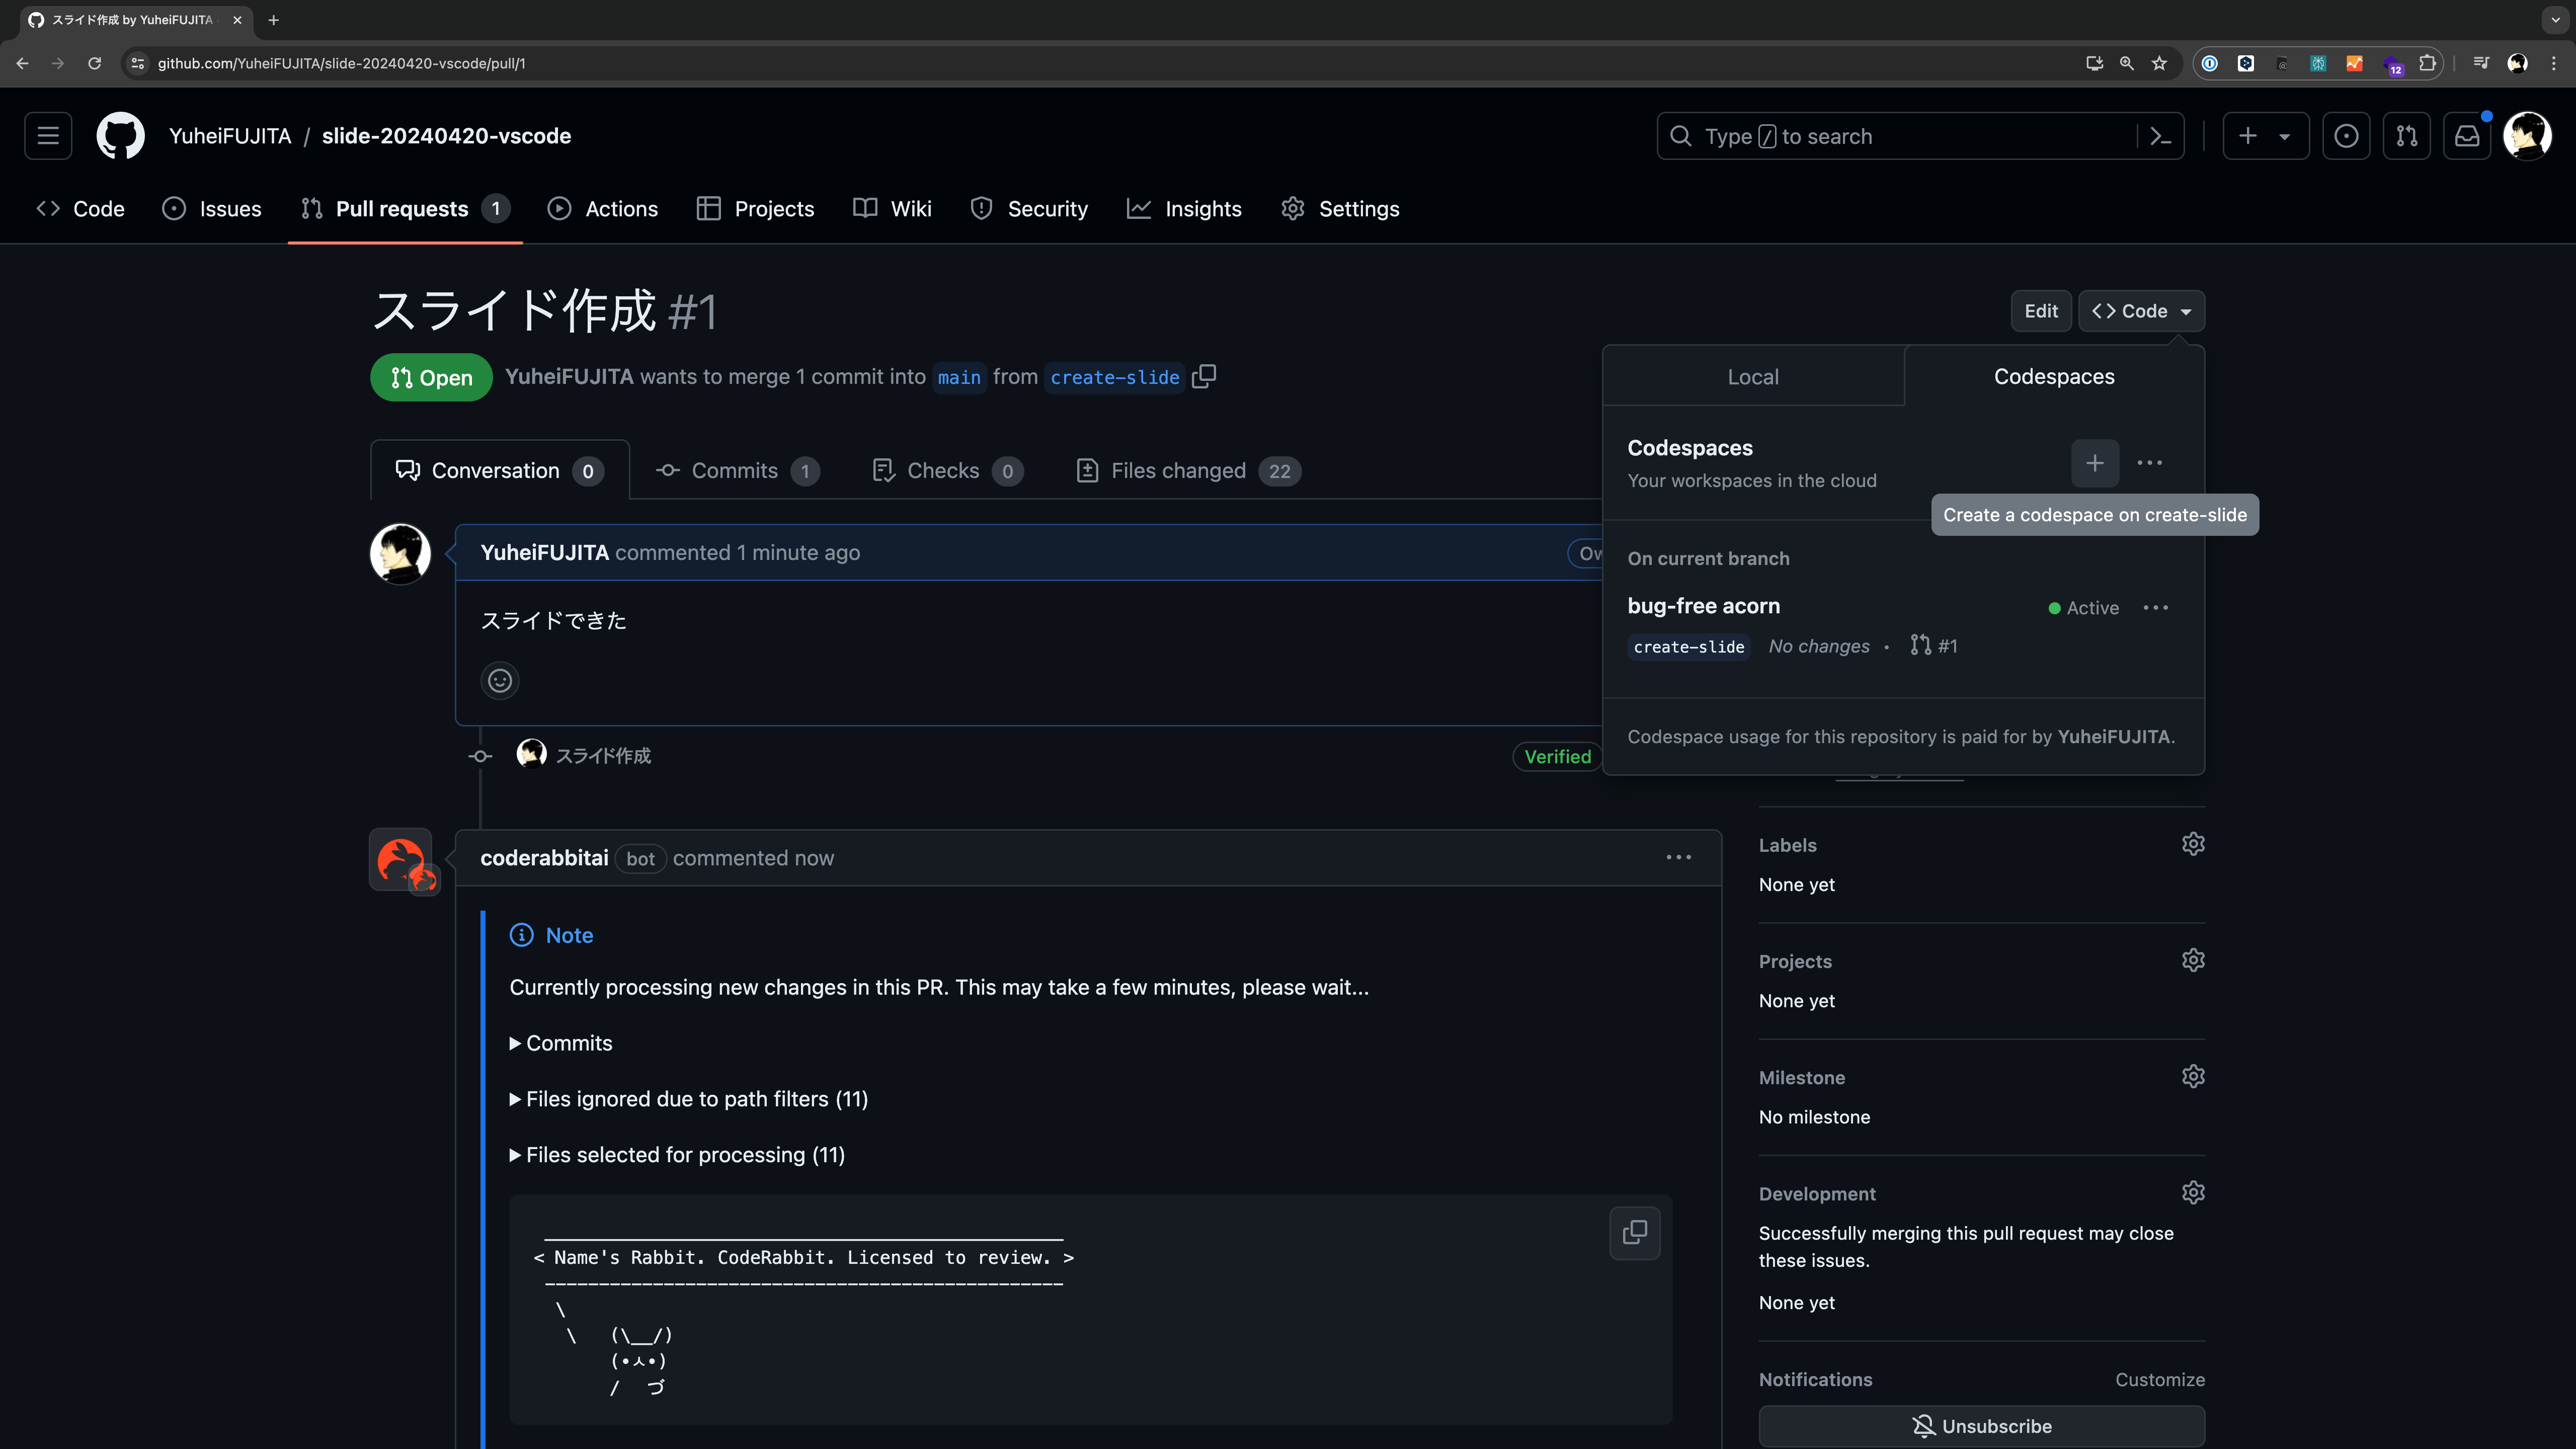 スライド作成 by YuheiFUJITA
github.com/YuheiFUJITA/slide-20240420-vscode/pull/1
12
YuheiFUJITA / slide-20240420-vscode
Type / to search
Code
Issues
Pull requests 1
Actions
Projects
Wiki
Security
Insights
Settings
スライド作成 #1
Edit
Code
Open
YuheiFUJITA wants to merge 1 commit into main from create-slide
Local
Codespaces
Codespaces
Your workspaces in the cloud
Create a codespace on create-slide
On current branch
bug-free acorn
Active
create-slide No changes • #1
Codespace usage for this repository is paid for by YuheiFUJITA.
Conversation 0
Commits 1
Checks 0
Files changed 22
YuheiFUJITA commented 1 minute ago
スライドできた
スライド作成
Verified
coderabbitai bot commented now
Note
Currently processing new changes in this PR. This may take a few minutes, please wait...
Commits
Files ignored due to path filters (11)
Files selected for processing (11)
< Name's Rabbit. CodeRabbit. Licensed to review. >
\
\ (\__/)
(•ㅅ•)
/ づ
Labels
None yet
Projects
None yet
Milestone
No milestone
Development
Successfully merging this pull request may close
these issues.
None yet
Notifications
Customize
Unsubscribe